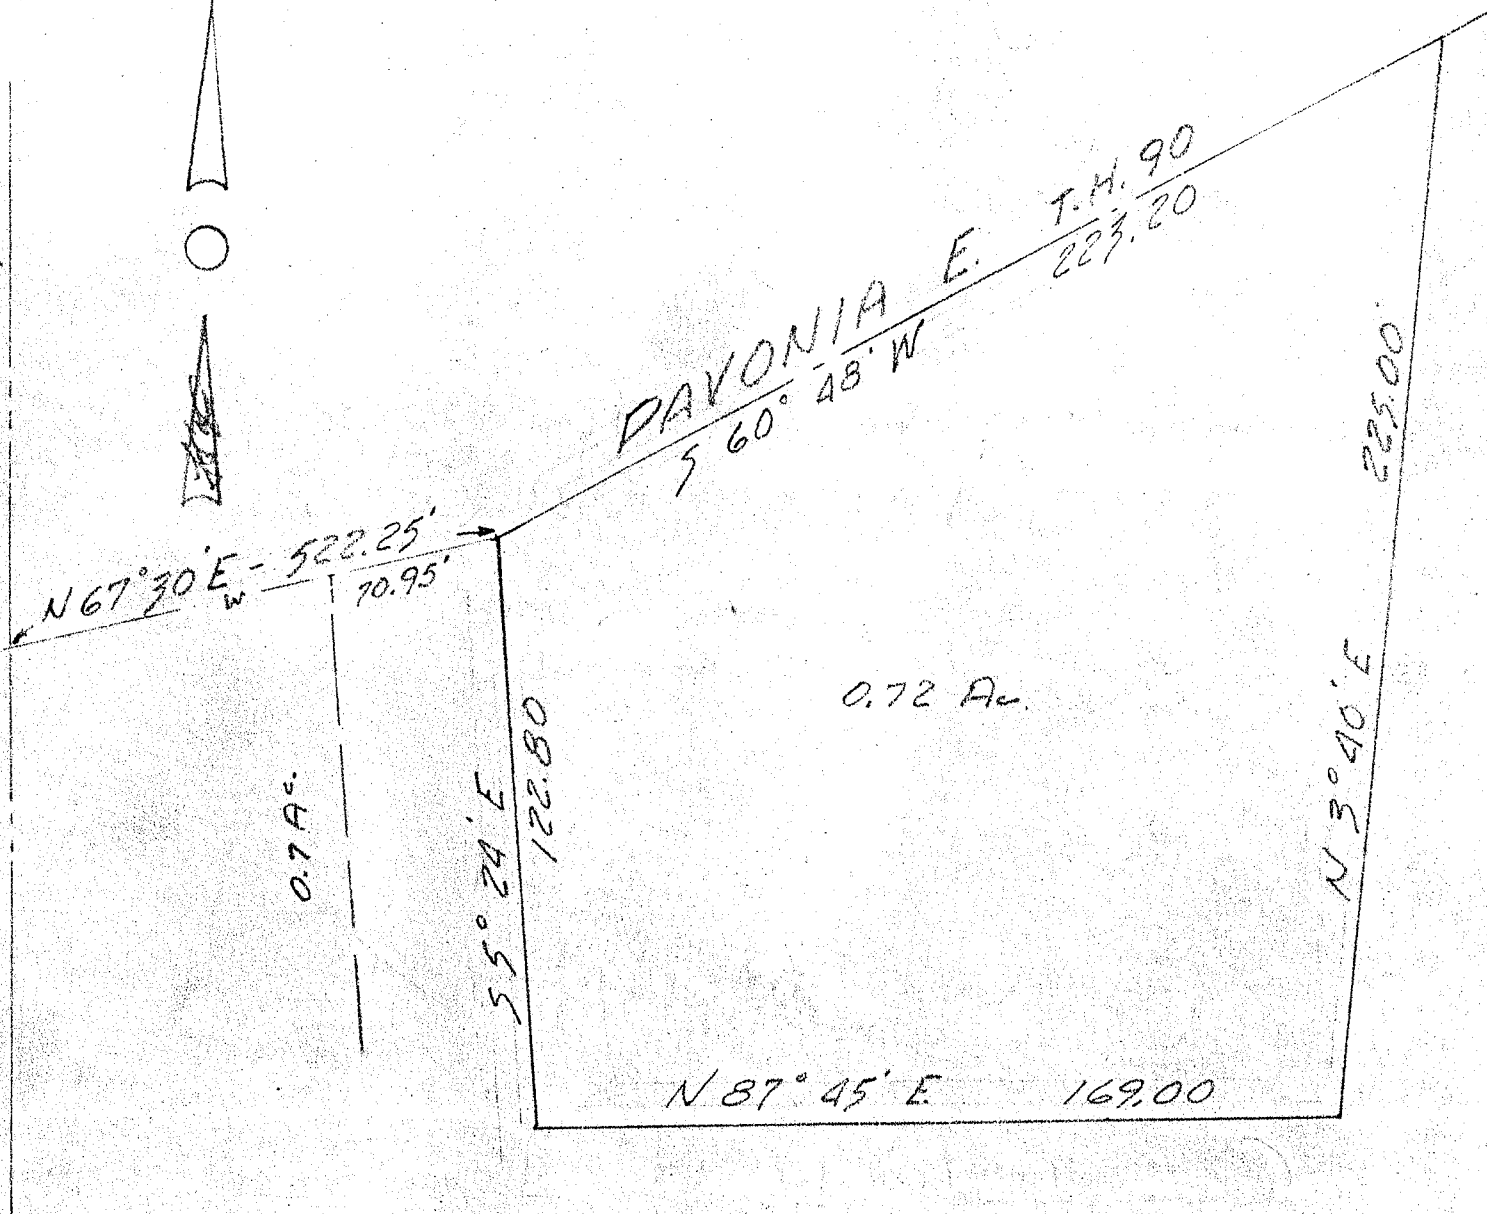 PAVONIA E. T.H. 90
S 60° 48' W 223.20
N 67° 30' E - 522.25'
W
70.95'
0.7 Ac.
S 5° 24' E
122.80
0.72 Ac.
225.00'
N 3° 40' E
N 87° 45' E 169.00